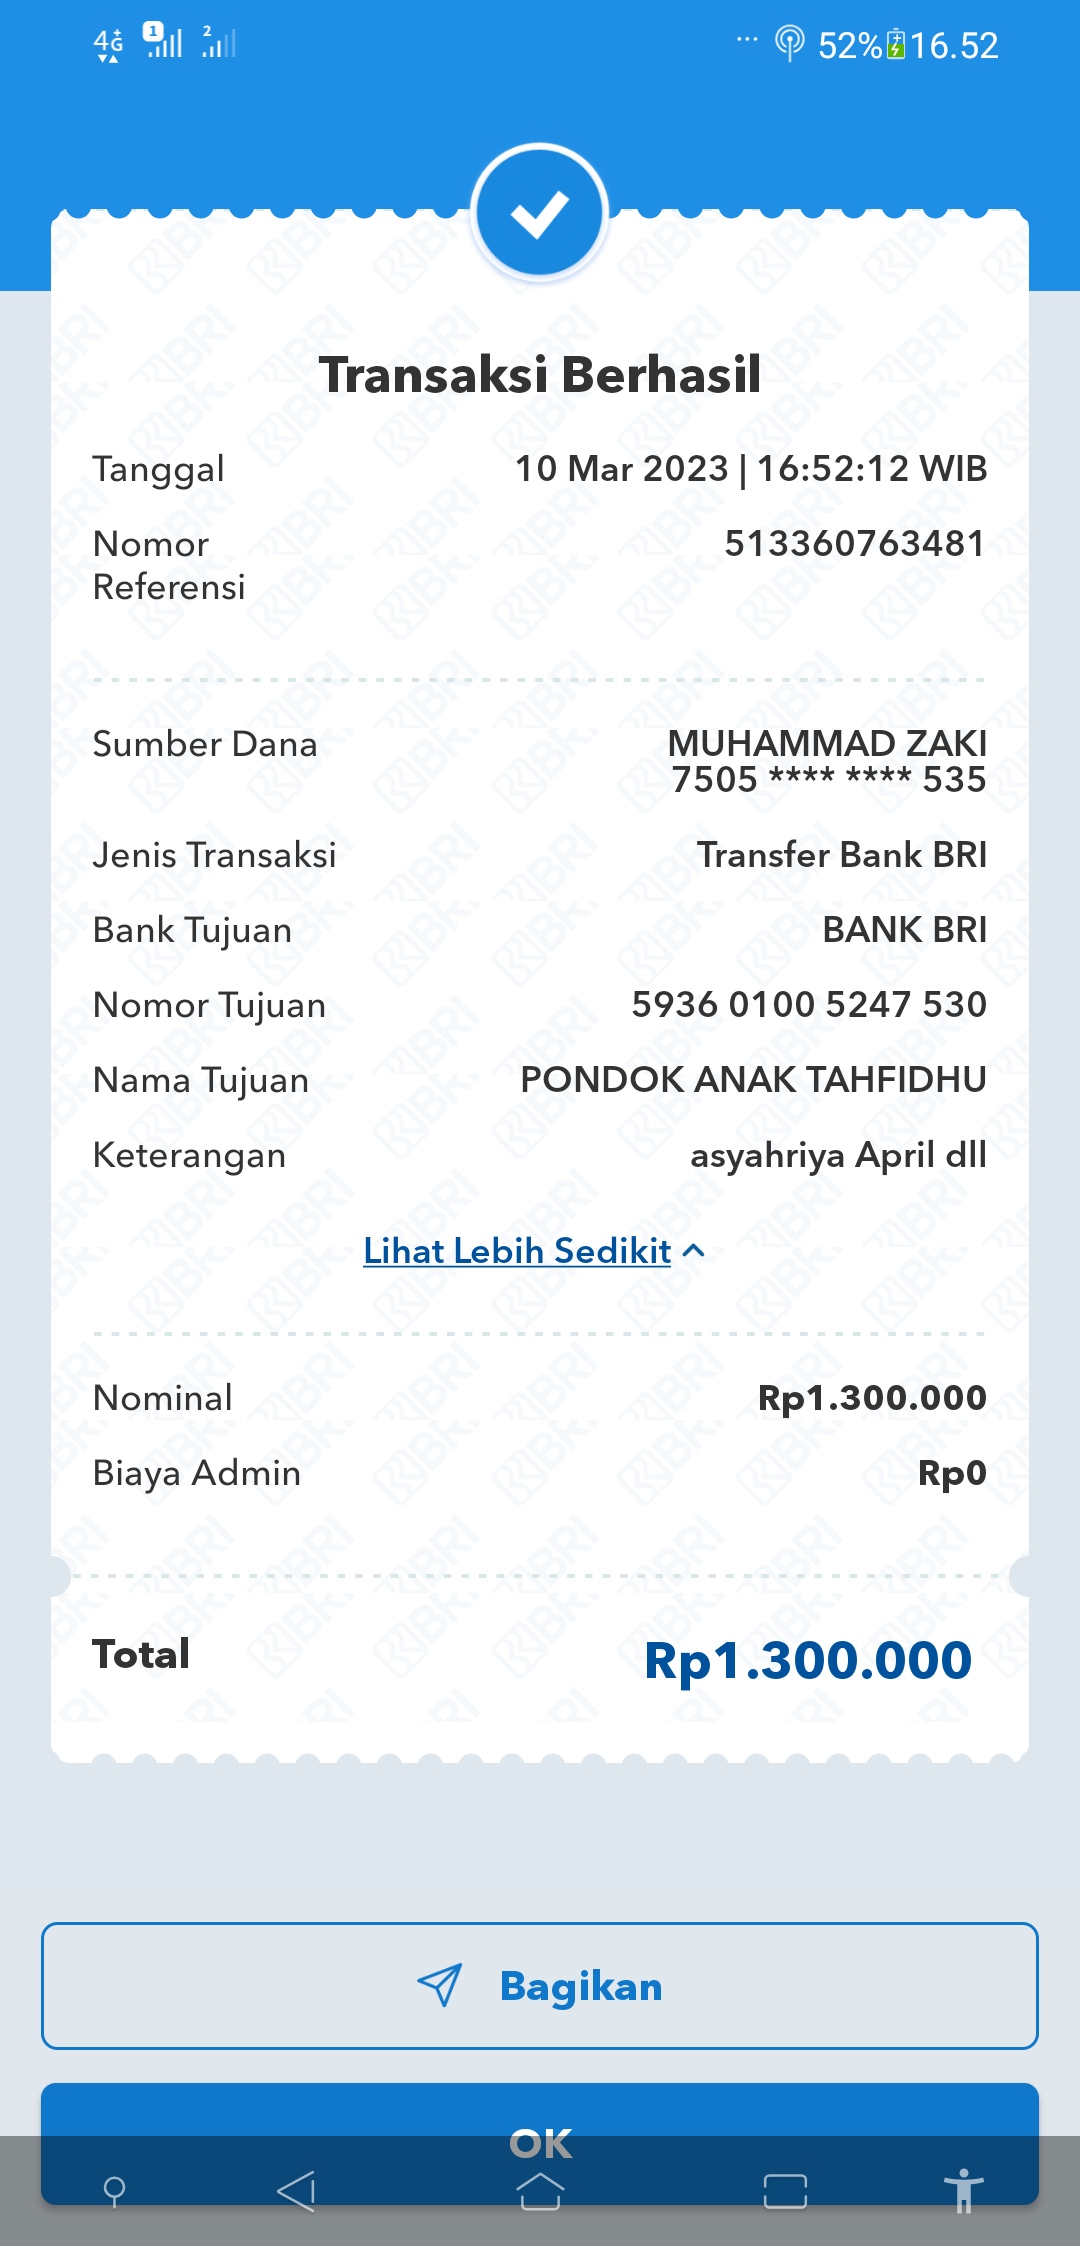 4G+ 1 2 ... 52% 16.52
Transaksi Berhasil
Tanggal 10 Mar 2023 | 16:52:12 WIB
Nomor 513360763481
Referensi
Sumber Dana MUHAMMAD ZAKI
7505 **** **** 535
Jenis Transaksi Transfer Bank BRI
Bank Tujuan BANK BRI
Nomor Tujuan 5936 0100 5247 530
Nama Tujuan PONDOK ANAK TAHFIDHU
Keterangan asyahriya April dll
Lihat Lebih Sedikit
Nominal Rp1.300.000
Biaya Admin Rp0
Total Rp1.300.000
Bagikan
OK